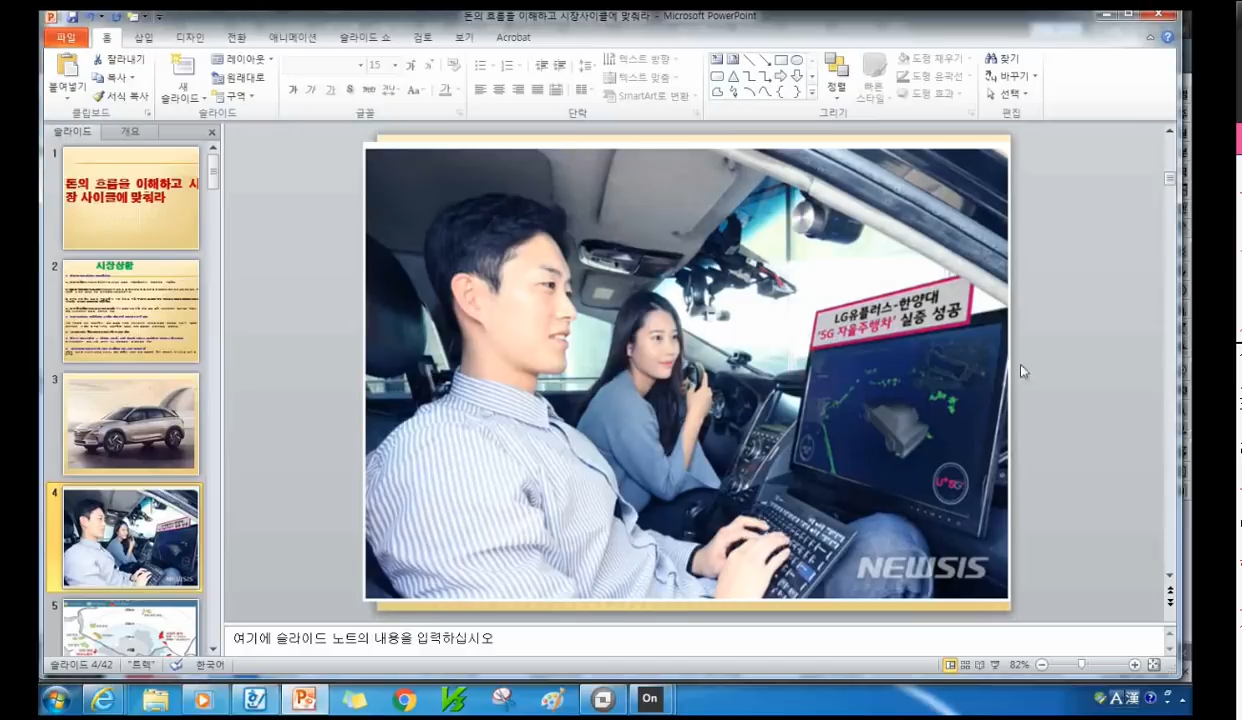 돈의 흐름을 이해하고 시장사이클에 맞춰라 - Microsoft PowerPoint
파일 홈 삽입 디자인 전환 애니메이션 슬라이드 쇼 검토 보기 Acrobat
붙여넣기
잘라내기
복사
서식 복사
클립보드
새 슬라이드
레이아웃
원래대로
구역
슬라이드
15
글꼴
텍스트 방향
텍스트 맞춤
SmartArt로 변환
단락
정렬
빠른 스타일
도형 채우기
도형 윤곽선
도형 효과
그리기
찾기
바꾸기
선택
편집
슬라이드 개요
1
돈의 흐름을 이해하고 시
장 사이클에 맞춰라
2
시장상황
3
4
5
LG유플러스-한양대
'5G 자율주행차' 실증 성공
U+5G
NEWSIS
여기에 슬라이드 노트의 내용을 입력하십시오
슬라이드 4/42 "트랙" 한국어 82%
On
A 漢